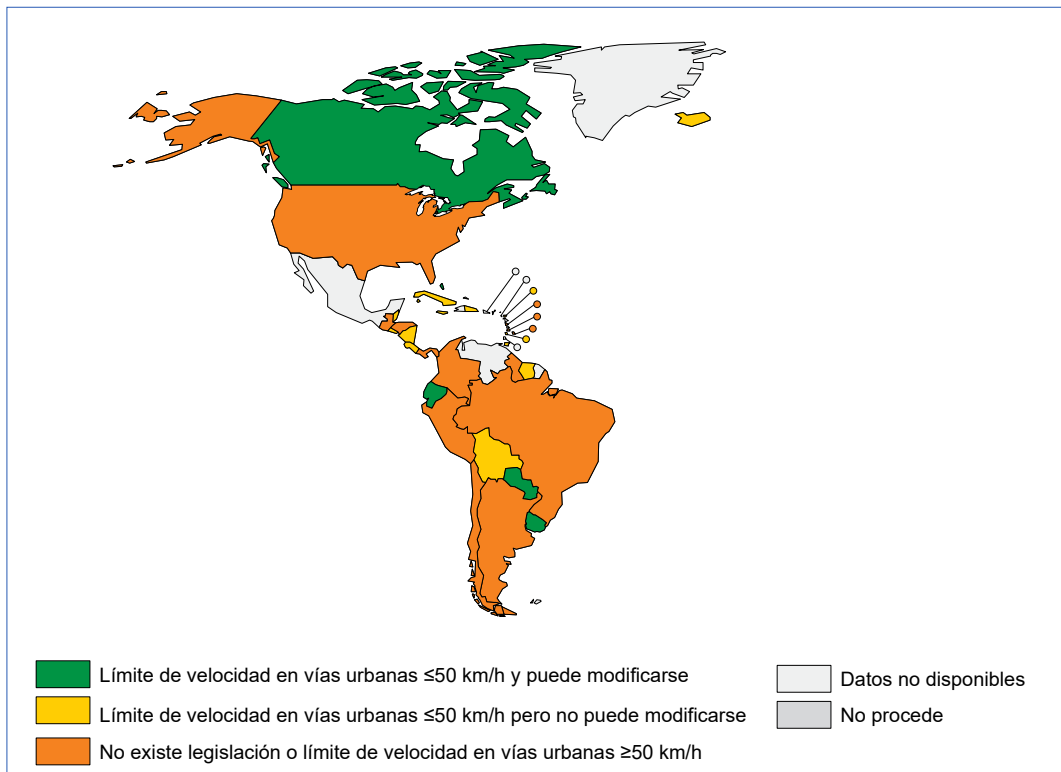 Límite de velocidad en vías urbanas ≤50 km/h y puede modificarse
Límite de velocidad en vías urbanas ≤50 km/h pero no puede modificarse
No existe legislación o límite de velocidad en vías urbanas ≥50 km/h
Datos no disponibles
No procede